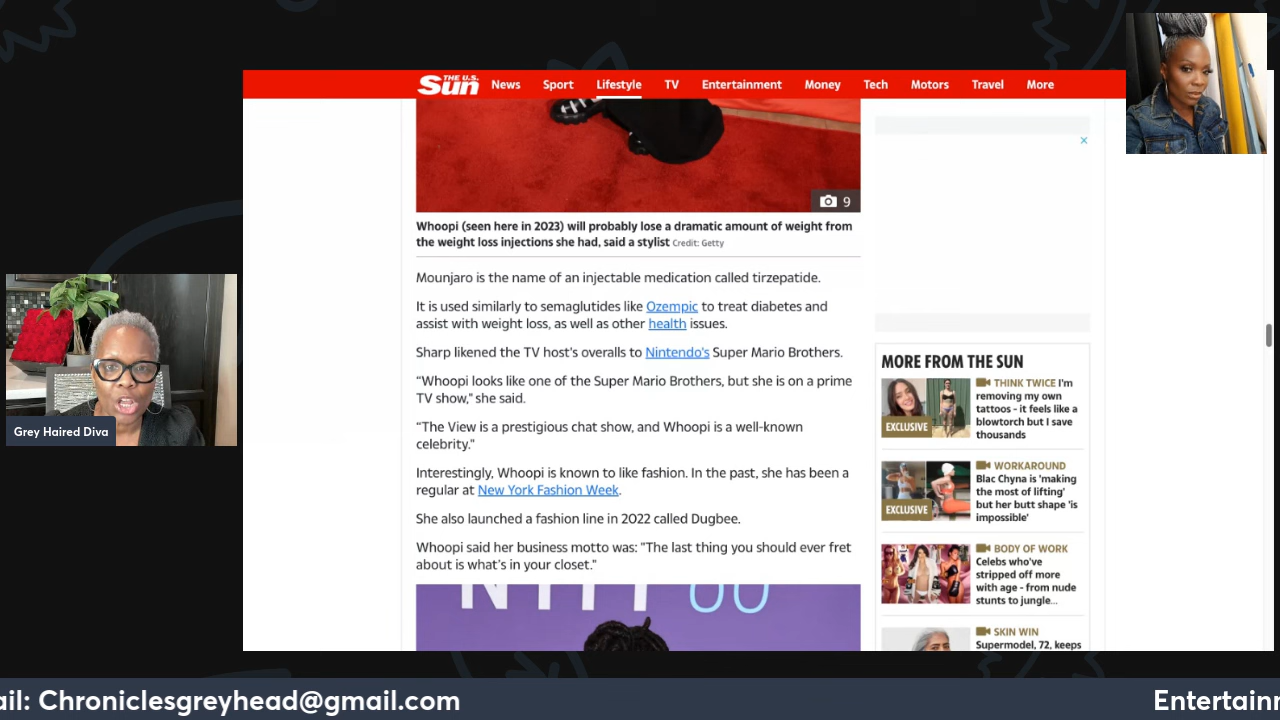 THE U.S.
Sun
News Sport Lifestyle TV Entertainment Money Tech Motors Travel More
9
Whoopi (seen here in 2023) will probably lose a dramatic amount of weight from
the weight loss injections she had, said a stylist Credit: Getty
Mounjaro is the name of an injectable medication called tirzepatide.
It is used similarly to semaglutides like Ozempic to treat diabetes and
assist with weight loss, as well as other health issues.
Sharp likened the TV host's overalls to Nintendo's Super Mario Brothers.
“Whoopi looks like one of the Super Mario Brothers, but she is on a prime
TV show,” she said.
“The View is a prestigious chat show, and Whoopi is a well-known
celebrity.”
Interestingly, Whoopi is known to like fashion. In the past, she has been a
regular at New York Fashion Week.
She also launched a fashion line in 2022 called Dugbee.
Whoopi said her business motto was: “The last thing you should ever fret
about is what’s in your closet.”
MORE FROM THE SUN
THINK TWICE I'm
removing my own
tattoos - it feels like a
blowtorch but I save
thousands
EXCLUSIVE
WORKAROUND
Blac Chyna is 'making
the most of lifting'
but her butt shape 'is
impossible'
EXCLUSIVE
BODY OF WORK
Celebs who've
stripped off more
with age - from nude
stunts to jungle...
SKIN WIN
Supermodel, 72, keeps
Grey Haired Diva
ail: Chroniclesgreyhead@gmail.com
Entertainn